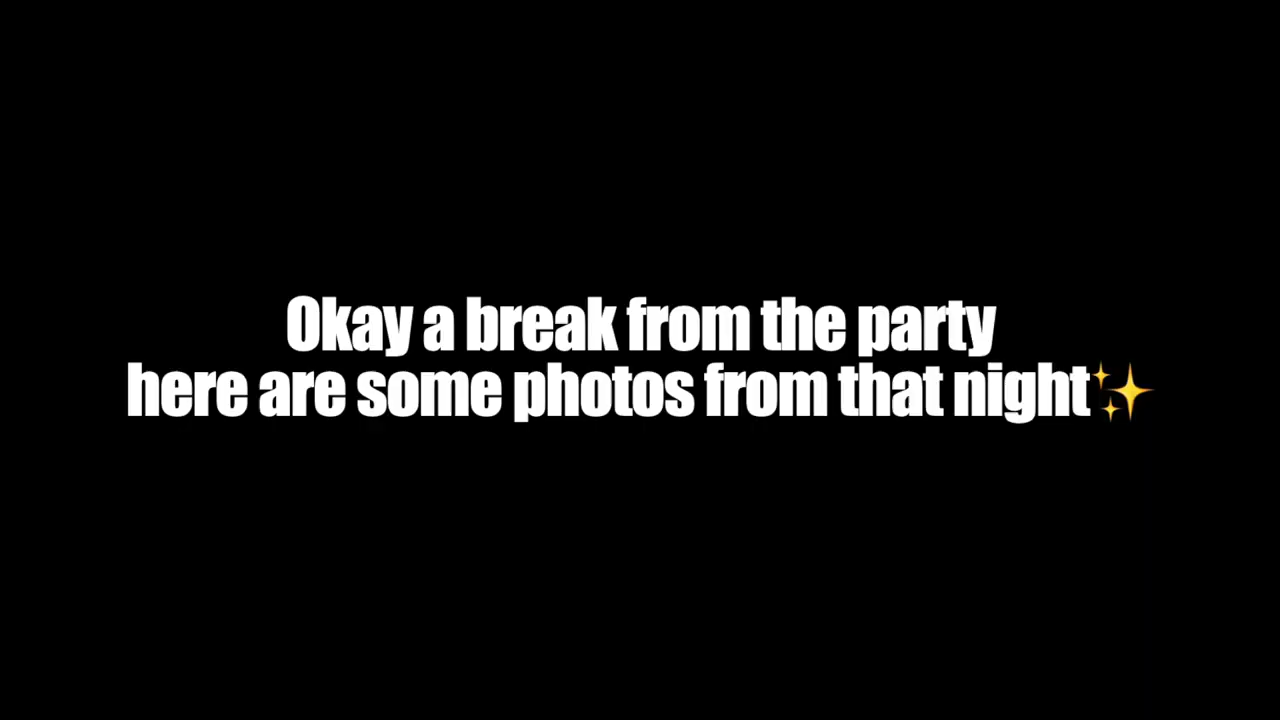 Okay a break from the party
here are some photos from that night✨